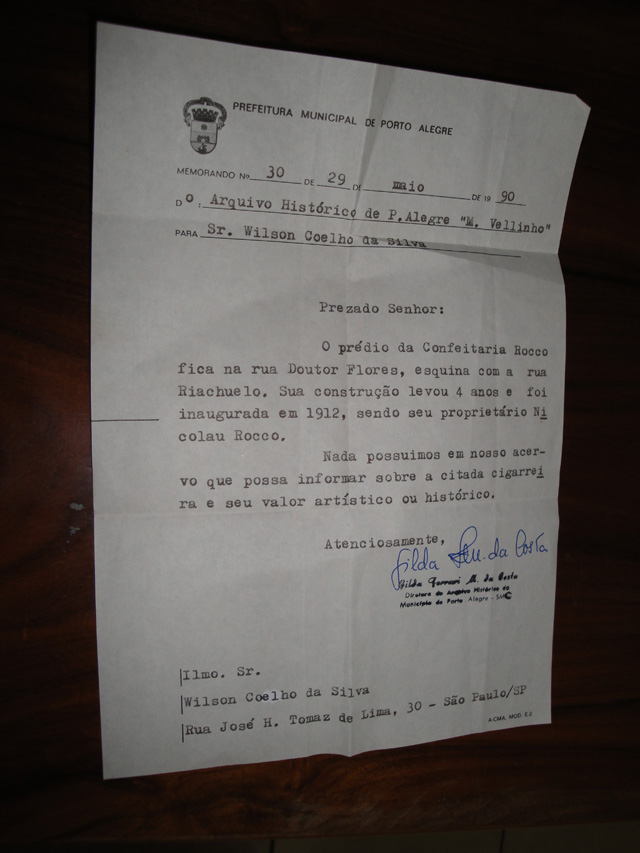 PREFEITURA MUNICIPAL DE PORTO ALEGRE
MEMORANDO Nº 30 DE 29 DE maio DE 19 90
DO: Arquivo Histórico de P.Alegre "M. Vellinho"
PARA Sr. Wilson Coelho da Silva
Prezado Senhor:
O prédio da Confeitaria Rocco
fica na rua Doutor Flores, esquina com a rua
Riachuelo. Sua construção levou 4 anos e foi
inaugurada em 1912, sendo seu proprietário Ni
colau Rocco.
Nada possuimos em nosso acer-
vo que possa informar sobre a citada cigarrei
ra e seu valor artístico ou histórico.
Atenciosamente,
Gilda da Costa
Gilda Ferrari M. da Costa
Diretora do Arquivo Histórico do
Município de Porto Alegre - SMC
Ilmo. Sr.
Wilson Coelho da Silva
Rua José H. Tomaz de Lima, 30 - São Paulo/SP